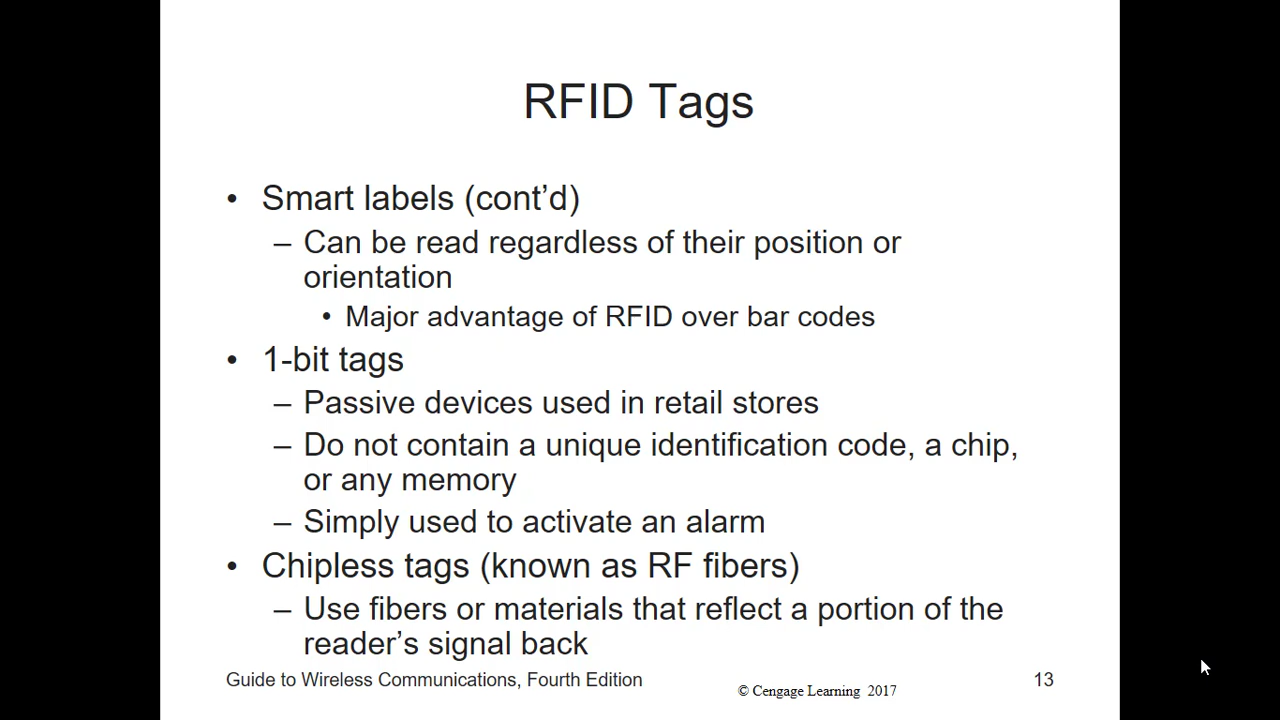 RFID Tags
• Smart labels (cont’d)
– Can be read regardless of their position or
orientation
• Major advantage of RFID over bar codes
• 1-bit tags
– Passive devices used in retail stores
– Do not contain a unique identification code, a chip,
or any memory
– Simply used to activate an alarm
• Chipless tags (known as RF fibers)
– Use fibers or materials that reflect a portion of the
reader’s signal back
Guide to Wireless Communications, Fourth Edition
© Cengage Learning 2017
13